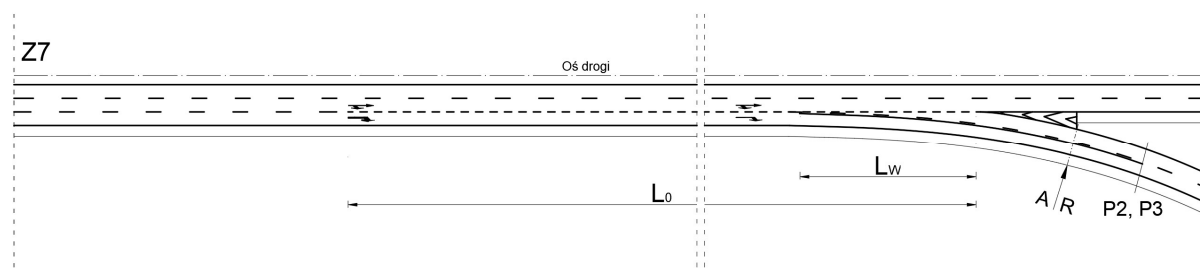 Z7
Oś drogi
LW
L0
A R
P2, P3